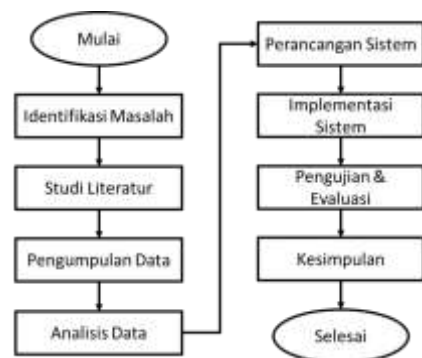 Mulai
Identifikasi Masalah
Studi Literatur
Pengumpulan Data
Analisis Data
Perancangan Sistem
Implementasi
Sistem
Pengujian &
Evaluasi
Kesimpulan
Selesai